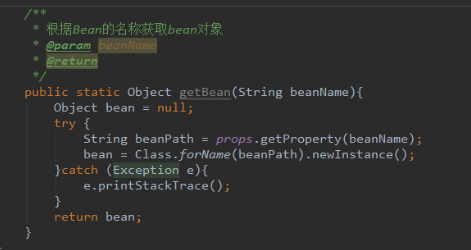 /**
 * 根据Bean的名称获取bean对象
 * @param beanName
 * @return
 */
public static Object getBean(String beanName){
    Object bean = null;
    try {
        String beanPath = props.getProperty(beanName);
        bean = Class.forName(beanPath).newInstance();
    }catch (Exception e){
        e.printStackTrace();
    }
    return bean;
}